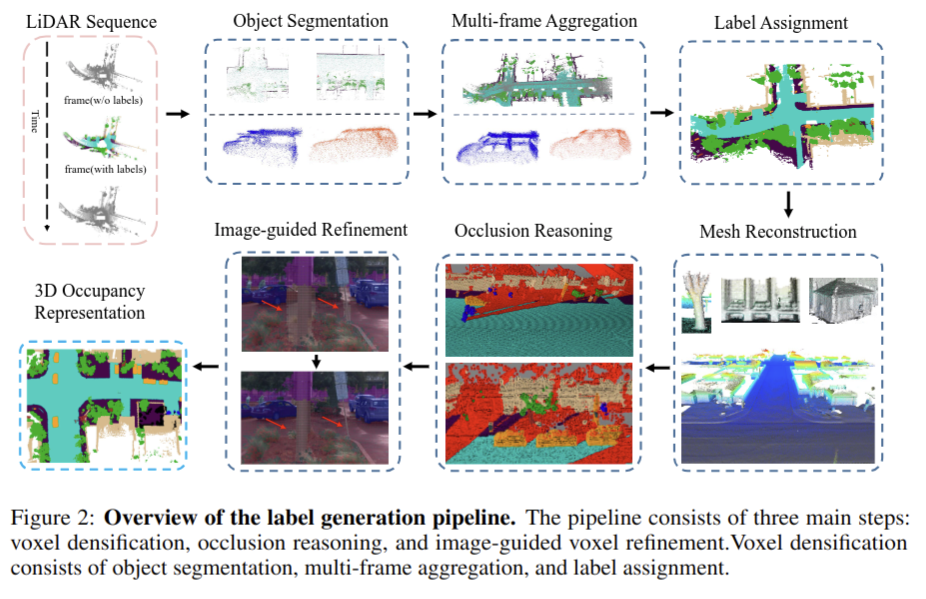 LiDAR Sequence
Object Segmentation
Multi-frame Aggregation
Label Assignment
frame(w/o labels)
Time
frame(with labels)
Image-guided Refinement
Occlusion Reasoning
Mesh Reconstruction
3D Occupancy
Representation
Figure 2: Overview of the label generation pipeline. The pipeline consists of three main steps:
voxel densification, occlusion reasoning, and image-guided voxel refinement.Voxel densification
consists of object segmentation, multi-frame aggregation, and label assignment.